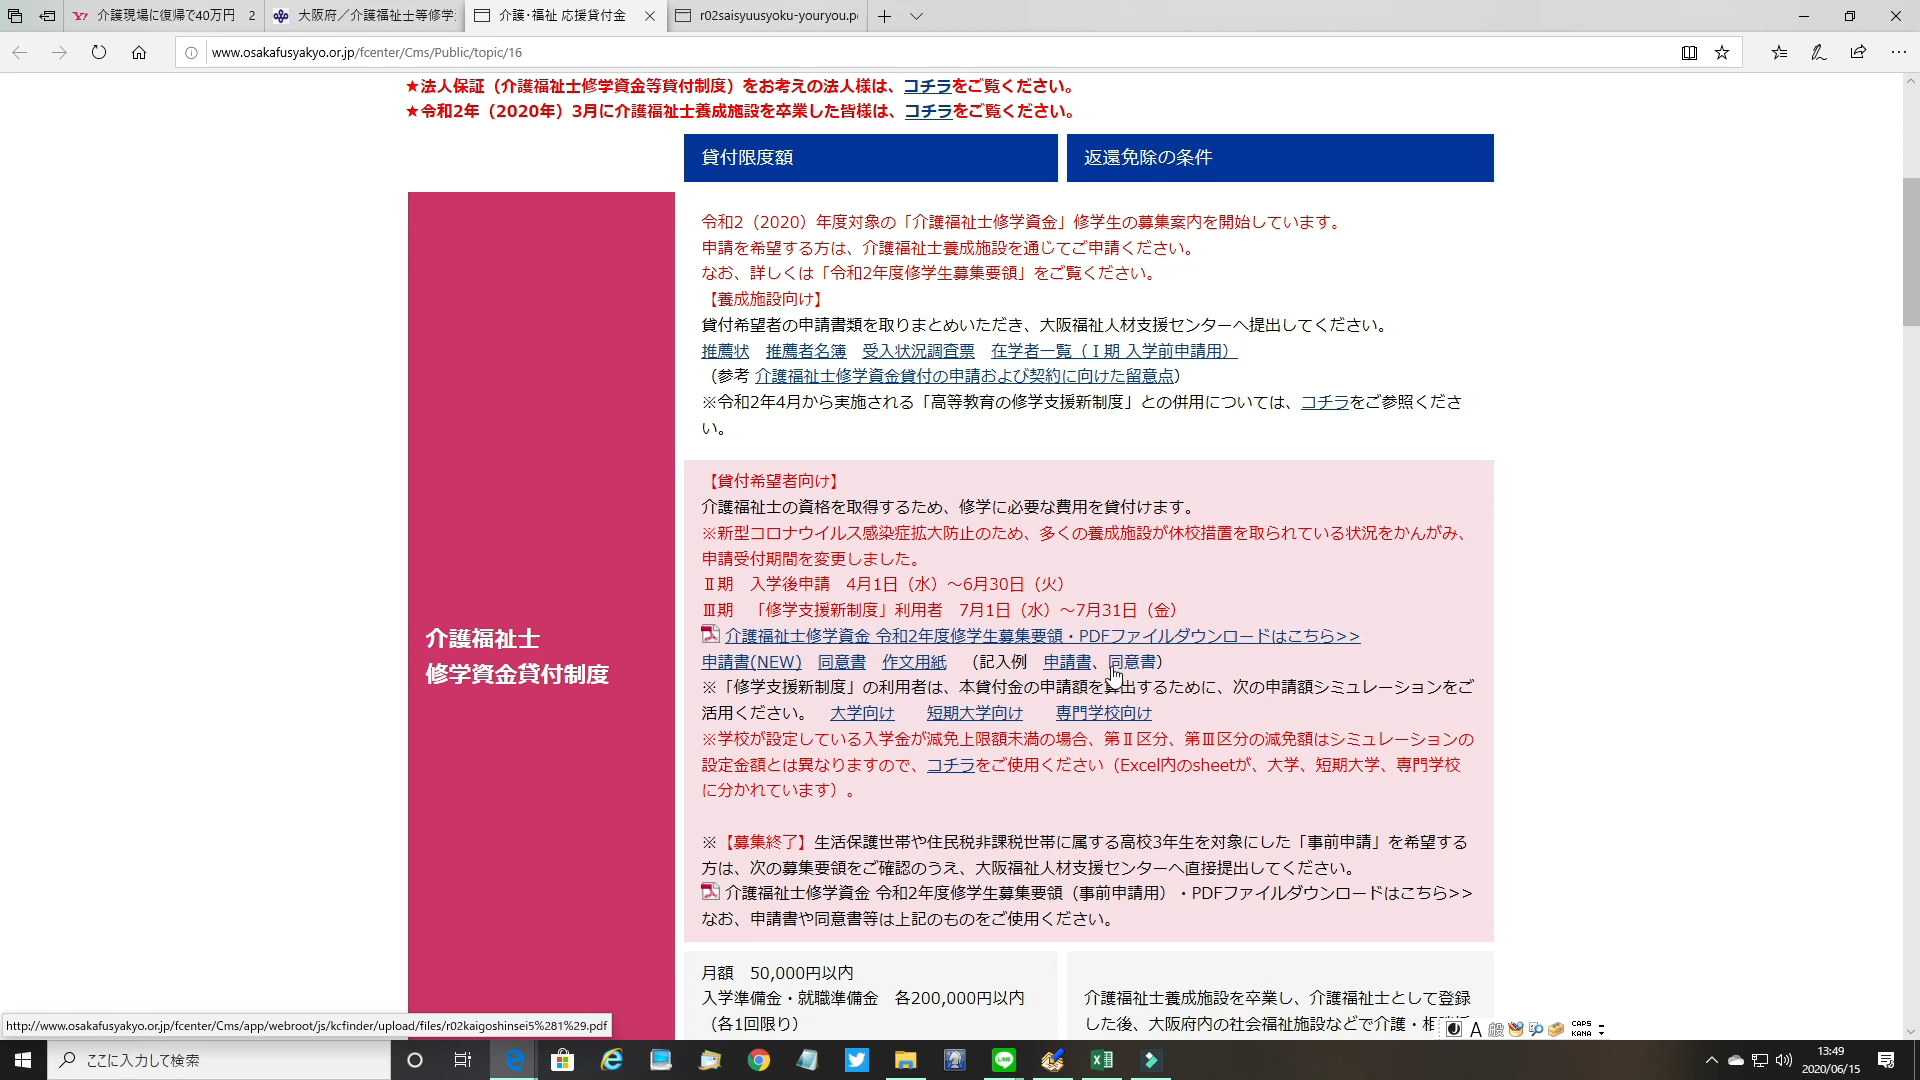 介護現場に復帰で40万円 2
大阪府／介護福祉士等修学
介護･福祉 応援貸付金
r02saisyuusyoku-youryou.p
www.osakafusyakyo.or.jp/fcenter/Cms/Public/topic/16
★法人保証（介護福祉士修学資金等貸付制度）をお考えの法人様は、コチラをご覧ください。
★令和2年（2020年）3月に介護福祉士養成施設を卒業した皆様は、コチラをご覧ください。
貸付限度額
返還免除の条件
令和2（2020）年度対象の「介護福祉士修学資金」修学生の募集案内を開始しています。
申請を希望する方は、介護福祉士養成施設を通じてご申請ください。
なお、詳しくは「令和2年度修学生募集要領」をご覧ください。
【養成施設向け】
貸付希望者の申請書類を取りまとめいただき、大阪福祉人材支援センターへ提出してください。
推薦状　推薦者名簿　受入状況調査票　在学者一覧（Ⅰ期 入学前申請用）
（参考 介護福祉士修学資金貸付の申請および契約に向けた留意点）
※令和2年4月から実施される「高等教育の修学支援新制度」との併用については、コチラをご参照くださ
い。
【貸付希望者向け】
介護福祉士の資格を取得するため、修学に必要な費用を貸付けます。
※新型コロナウイルス感染症拡大防止のため、多くの養成施設が休校措置を取られている状況をかんがみ、
申請受付期間を変更しました。
Ⅱ期　入学後申請　4月1日（水）～6月30日（火）
Ⅲ期　「修学支援新制度」利用者　7月1日（水）～7月31日（金）
介護福祉士修学資金 令和2年度修学生募集要領・PDFファイルダウンロードはこちら>>
申請書(NEW)　同意書　作文用紙　（記入例　申請書、同意書）
※「修学支援新制度」の利用者は、本貸付金の申請額を算出するために、次の申請額シミュレーションをご
活用ください。　大学向け　　短期大学向け　　専門学校向け
※学校が設定している入学金が減免上限額未満の場合、第Ⅱ区分、第Ⅲ区分の減免額はシミュレーションの
設定金額とは異なりますので、コチラをご使用ください（Excel内のsheetが、大学、短期大学、専門学校
に分かれています）。
※【募集終了】生活保護世帯や住民税非課税世帯に属する高校3年生を対象にした「事前申請」を希望する
方は、次の募集要領をご確認のうえ、大阪福祉人材支援センターへ直接提出してください。
介護福祉士修学資金 令和2年度修学生募集要領（事前申請用）・PDFファイルダウンロードはこちら>>
なお、申請書や同意書等は上記のものをご使用ください。
介護福祉士
修学資金貸付制度
月額　50,000円以内
入学準備金・就職準備金　各200,000円以内
（各1回限り）
介護福祉士養成施設を卒業し、介護福祉士として登録
した後、大阪府内の社会福祉施設などで介護・相
http://www.osakafusyakyo.or.jp/fcenter/Cms/app/webroot/js/kcfinder/upload/files/r02kaigoshinsei5%281%29.pdf
A 般 CAPS
KANA
ここに入力して検索
13:49
2020/06/15